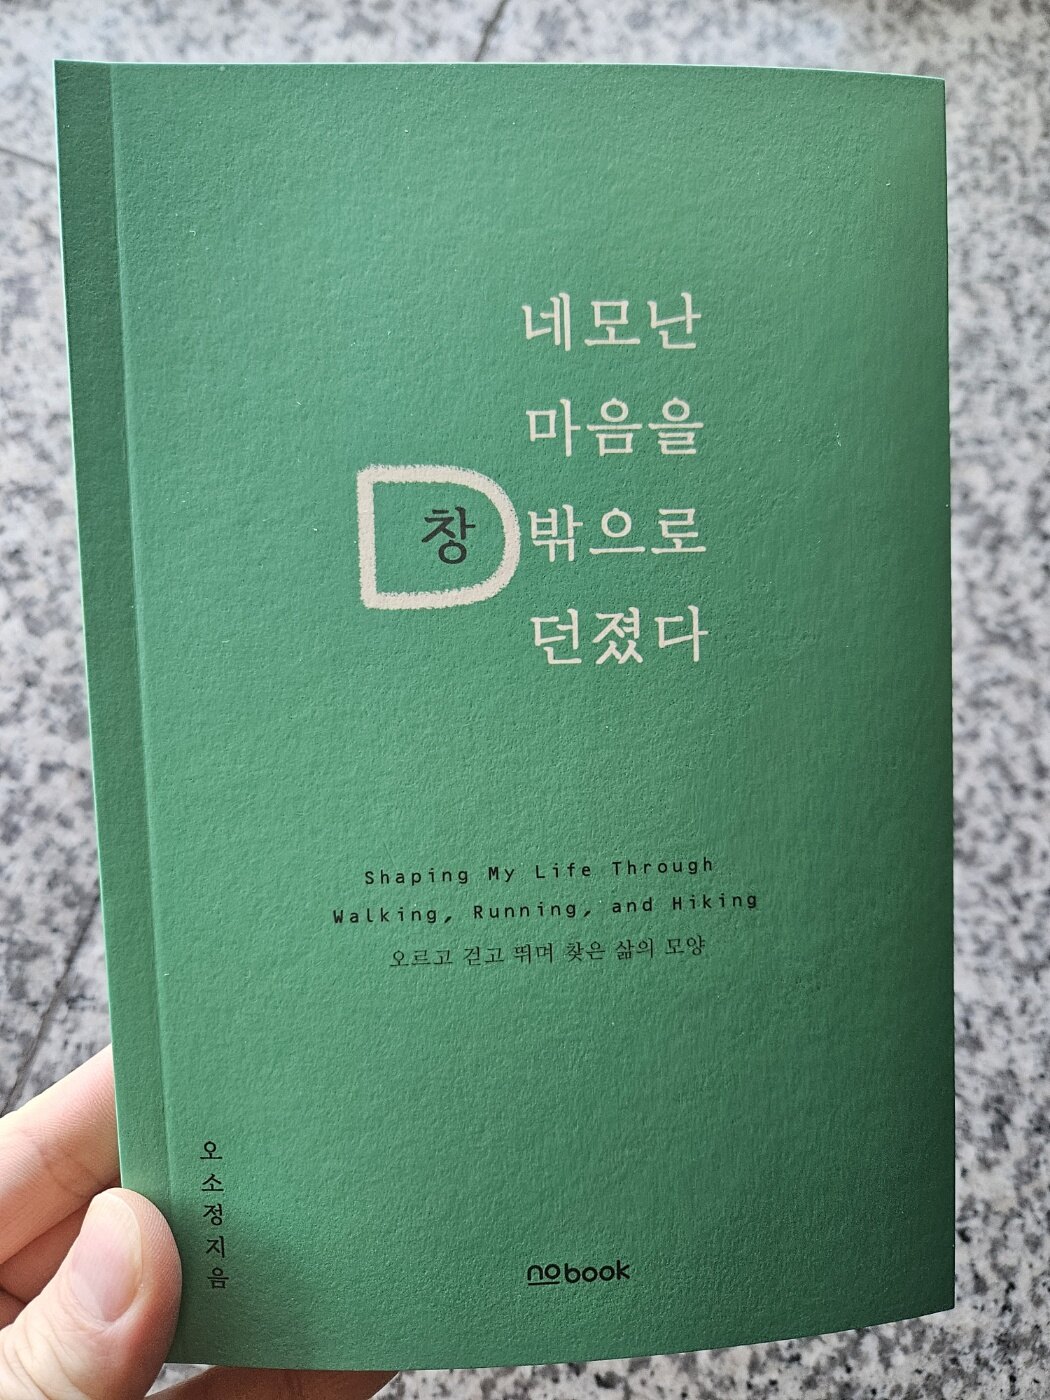 네모난
마음을
창 밖으로
던졌다
Shaping My Life Through
Walking, Running, and Hiking
오르고 걷고 뛰며 찾은 삶의 모양
오소정 지음
nobook